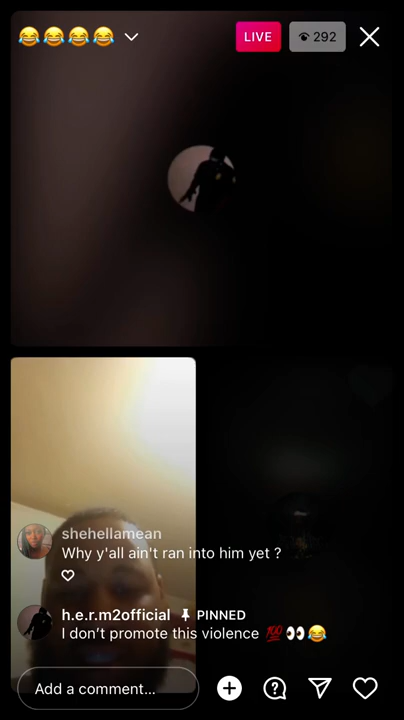 😂😂😂😂
LIVE
292
shehellamean
Why y'all ain't ran into him yet ?
h.e.r.m2official PINNED
I don't promote this violence 💯👀😂
Add a comment...